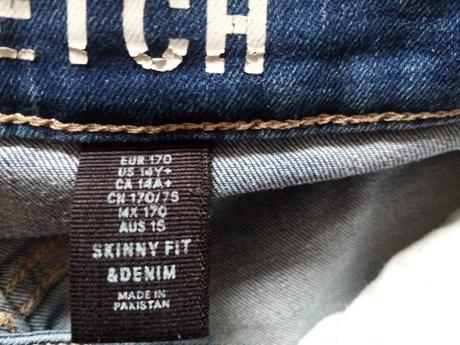 ETCH
EUR 170
US 14Y+
CA 14A+
CN 170/75
MX 170
AUS 15
SKINNY FIT
&DENIM
MADE IN
PAKISTAN